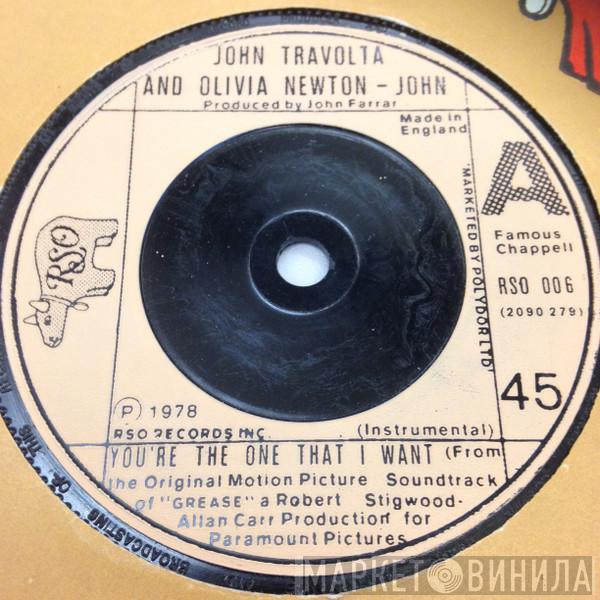 JOHN TRAVOLTA
AND OLIVIA NEWTON - JOHN
Produced by John Farrar
Made in
England
A
Famous
Chappell
RSO 006
(2090 279)
'MARKETED BY POLYDOR LTD'
RSO
45
Ⓟ 1978
RSO RECORDS INC.
(Instrumental)
YOU'RE THE ONE THAT I WANT (From
the Original Motion Picture Soundtrack
of "GREASE" a Robert Stigwood-
Allan Carr Production for
Paramount Pictures
BROADCASTING OF THIS
МАРКЕТ ВИНИЛА